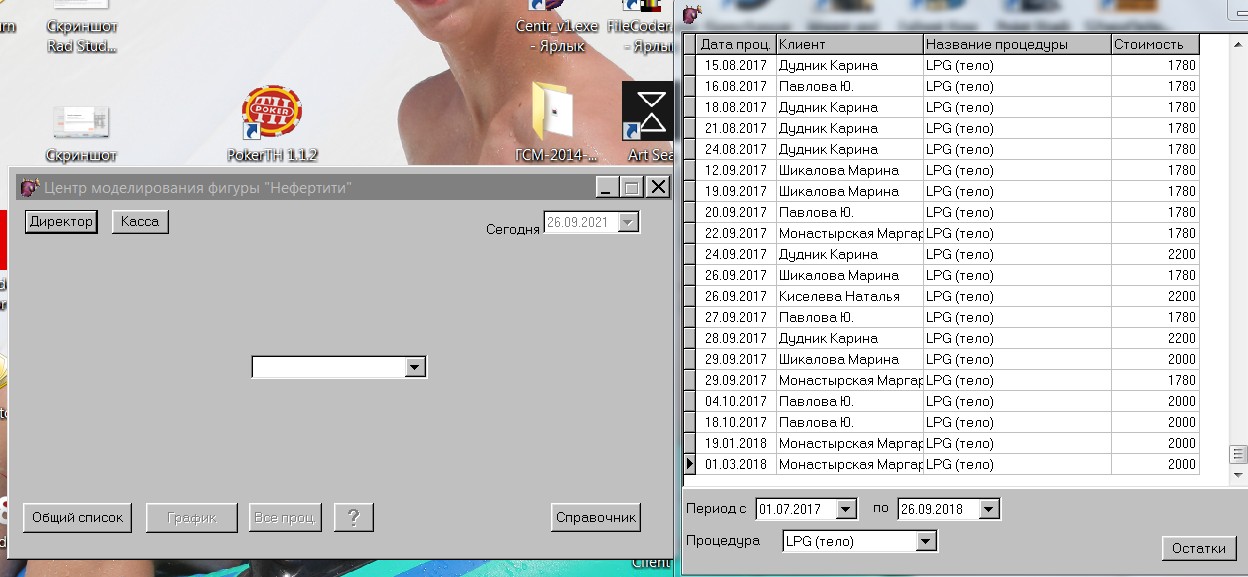 Скриншот
Rad Stud...
Centr_v1.exe
- Ярлык
FileCoder...
- Ярлы
Скриншот
POKER
TH
PokerTH 1.1.2
ГСМ-2014-...
Art Sea
Центр моделирования фигуры "Нефертити"
Директор
Касса
Сегодня 26.09.2021
Общий список
График
Все проц.
?
Справочник
Client
Дата проц. Клиент Название процедуры Стоимость
15.08.2017 Дудник Карина LPG (тело) 1780
16.08.2017 Павлова Ю. LPG (тело) 1780
18.08.2017 Дудник Карина LPG (тело) 1780
21.08.2017 Дудник Карина LPG (тело) 1780
24.08.2017 Дудник Карина LPG (тело) 1780
12.09.2017 Шикалова Марина LPG (тело) 1780
19.09.2017 Шикалова Марина LPG (тело) 1780
20.09.2017 Павлова Ю. LPG (тело) 1780
22.09.2017 Монастырская Маргар LPG (тело) 1780
24.09.2017 Дудник Карина LPG (тело) 2200
26.09.2017 Шикалова Марина LPG (тело) 1780
26.09.2017 Киселева Наталья LPG (тело) 2200
27.09.2017 Павлова Ю. LPG (тело) 1780
28.09.2017 Дудник Карина LPG (тело) 2200
29.09.2017 Шикалова Марина LPG (тело) 2000
29.09.2017 Монастырская Маргар LPG (тело) 1780
04.10.2017 Павлова Ю. LPG (тело) 2000
18.10.2017 Павлова Ю. LPG (тело) 2000
19.01.2018 Монастырская Маргар LPG (тело) 2000
01.03.2018 Монастырская Маргар LPG (тело) 2000
Период с 01.07.2017 по 26.09.2018
Процедура LPG (тело)
Остатки